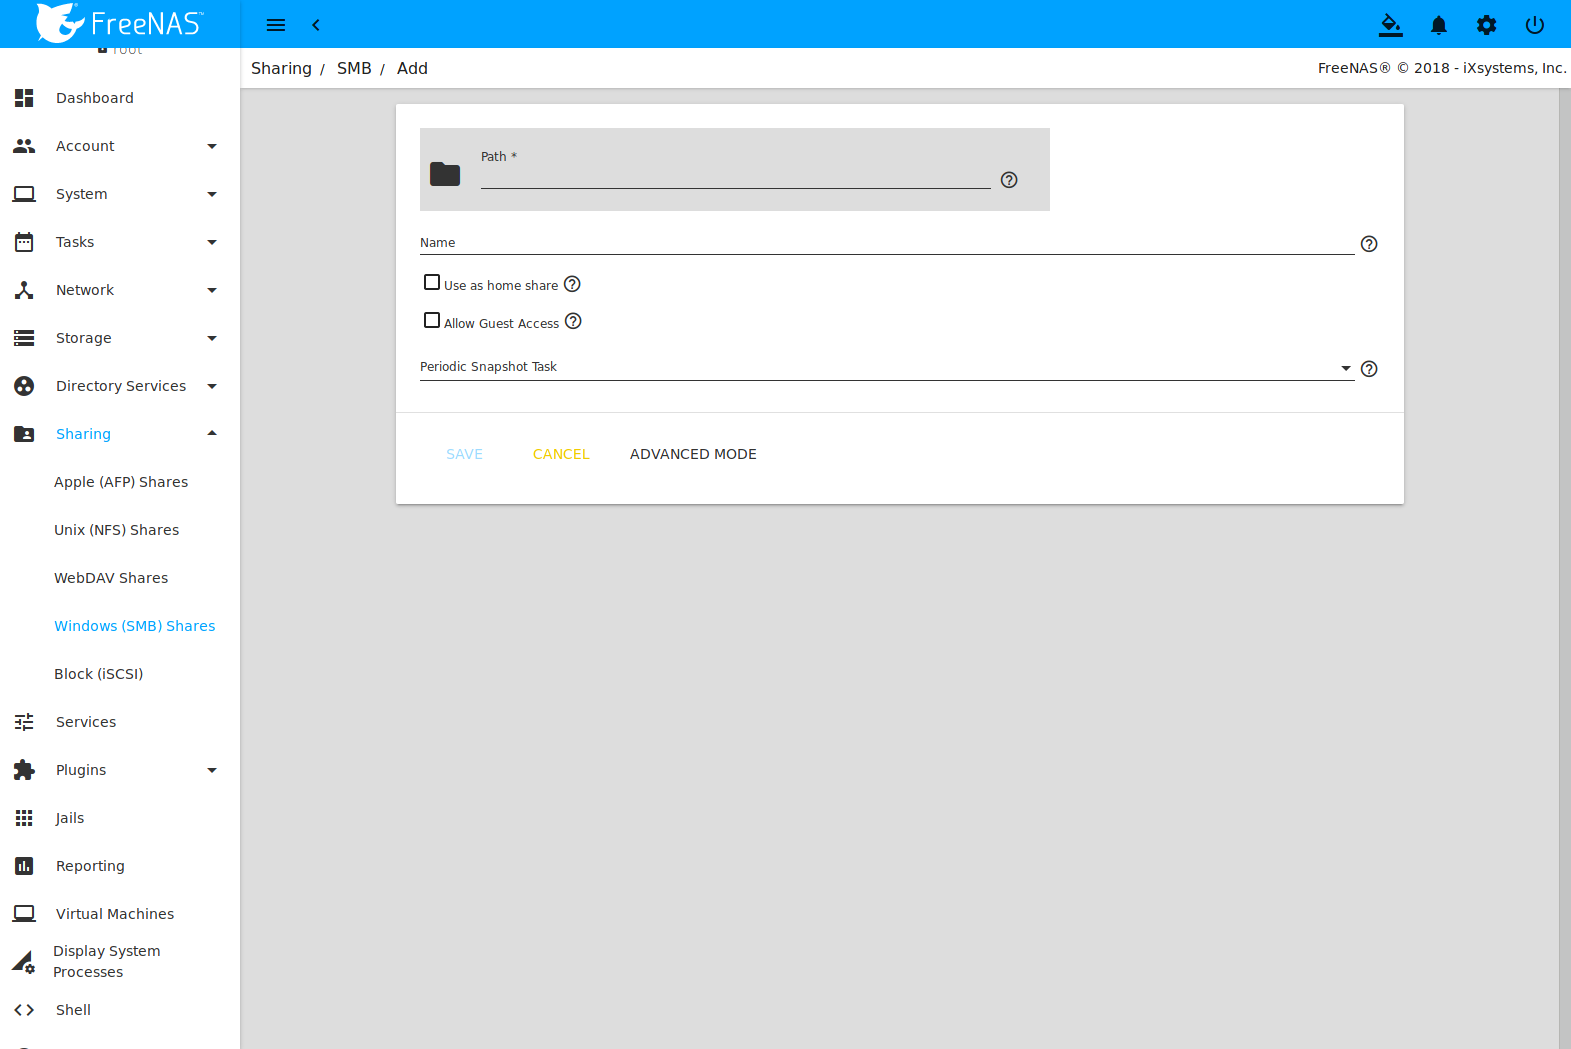 FreeNAS™
root
Dashboard
Account
System
Tasks
Network
Storage
Directory Services
Sharing
Apple (AFP) Shares
Unix (NFS) Shares
WebDAV Shares
Windows (SMB) Shares
Block (iSCSI)
Services
Plugins
Jails
Reporting
Virtual Machines
Display System
Processes
Shell
Sharing / SMB / Add
FreeNAS® © 2018 - iXsystems, Inc.
Path *
Name
Use as home share
Allow Guest Access
Periodic Snapshot Task
SAVE CANCEL ADVANCED MODE